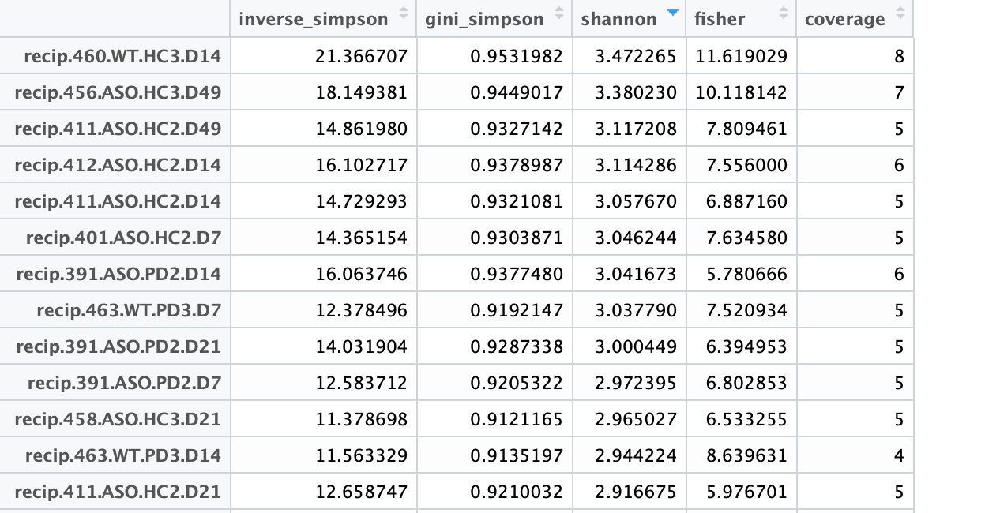 inverse_simpson gini_simpson shannon fisher coverage
recip.460.WT.HC3.D14 21.366707 0.9531982 3.472265 11.619029 8
recip.456.ASO.HC3.D49 18.149381 0.9449017 3.380230 10.118142 7
recip.411.ASO.HC2.D49 14.861980 0.9327142 3.117208 7.809461 5
recip.412.ASO.HC2.D14 16.102717 0.9378987 3.114286 7.556000 6
recip.411.ASO.HC2.D14 14.729293 0.9321081 3.057670 6.887160 5
recip.401.ASO.HC2.D7 14.365154 0.9303871 3.046244 7.634580 5
recip.391.ASO.PD2.D14 16.063746 0.9377480 3.041673 5.780666 6
recip.463.WT.PD3.D7 12.378496 0.9192147 3.037790 7.520934 5
recip.391.ASO.PD2.D21 14.031904 0.9287338 3.000449 6.394953 5
recip.391.ASO.PD2.D7 12.583712 0.9205322 2.972395 6.802853 5
recip.458.ASO.HC3.D21 11.378698 0.9121165 2.965027 6.533255 5
recip.463.WT.PD3.D14 11.563329 0.9135197 2.944224 8.639631 4
recip.411.ASO.HC2.D21 12.658747 0.9210032 2.916675 5.976701 5